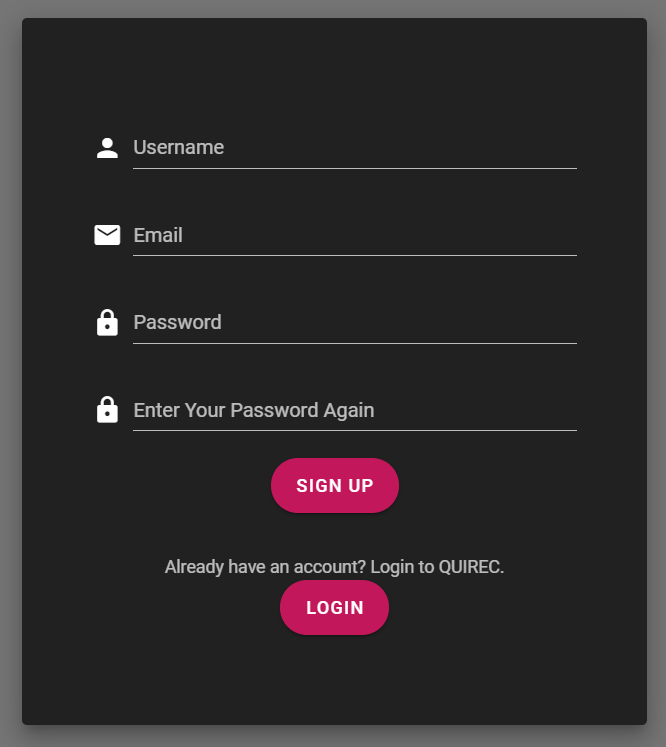 Username
Email
Password
Enter Your Password Again
SIGN UP
Already have an account? Login to QUIREC.
LOGIN